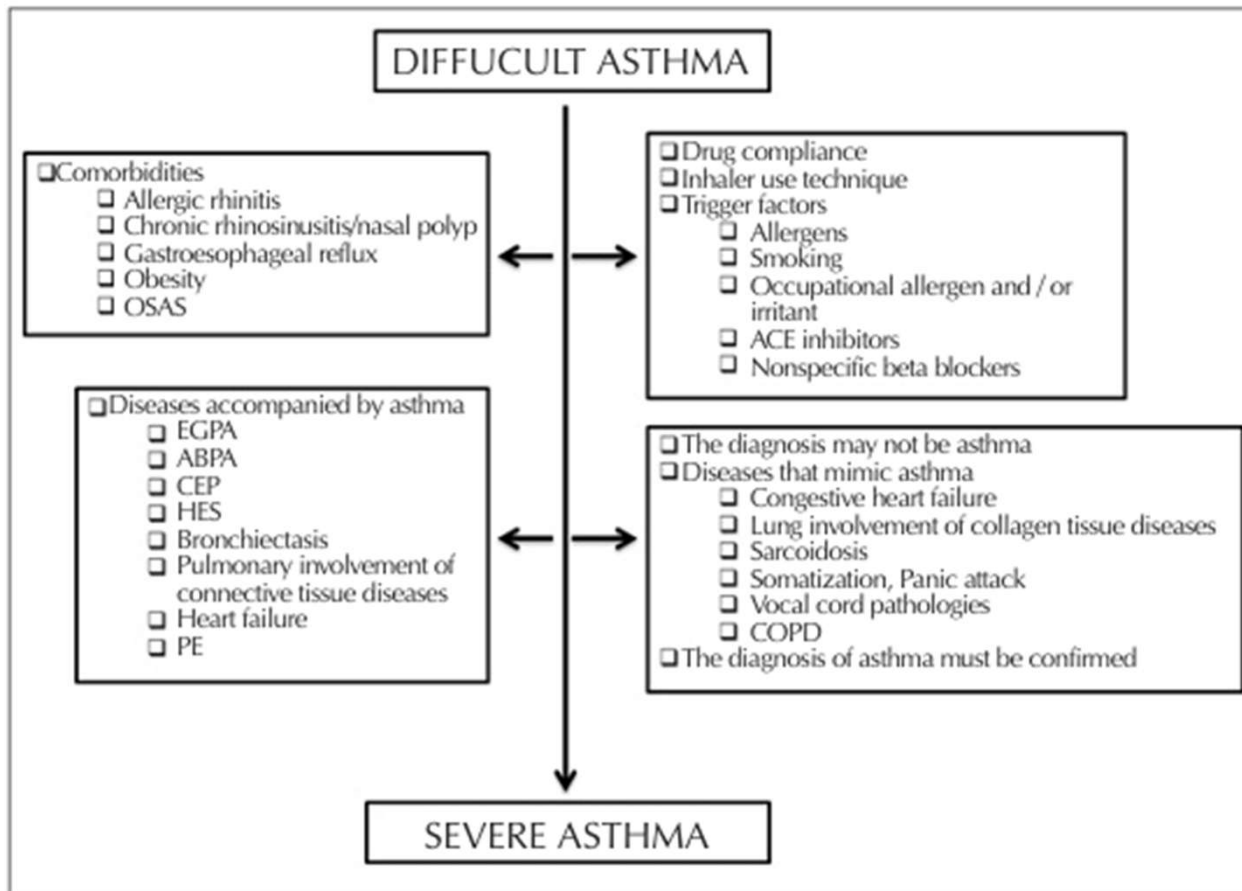 DIFFUCULT ASTHMA
❑Comorbidities
❑ Allergic rhinitis
❑ Chronic rhinosinusitis/nasal polyp
❑ Gastroesophageal reflux
❑ Obesity
❑ OSAS
❑Drug compliance
❑Inhaler use technique
❑Trigger factors
❑ Allergens
❑ Smoking
❑ Occupational allergen and / or
irritant
❑ ACE inhibitors
❑ Nonspecific beta blockers
❑Diseases accompanied by asthma
❑ EGPA
❑ ABPA
❑ CEP
❑ HES
❑ Bronchiectasis
❑ Pulmonary involvement of
connective tissue diseases
❑ Heart failure
❑ PE
❑The diagnosis may not be asthma
❑Diseases that mimic asthma
❑ Congestive heart failure
❑ Lung involvement of collagen tissue diseases
❑ Sarcoidosis
❑ Somatization, Panic attack
❑ Vocal cord pathologies
❑ COPD
❑The diagnosis of asthma must be confirmed
SEVERE ASTHMA